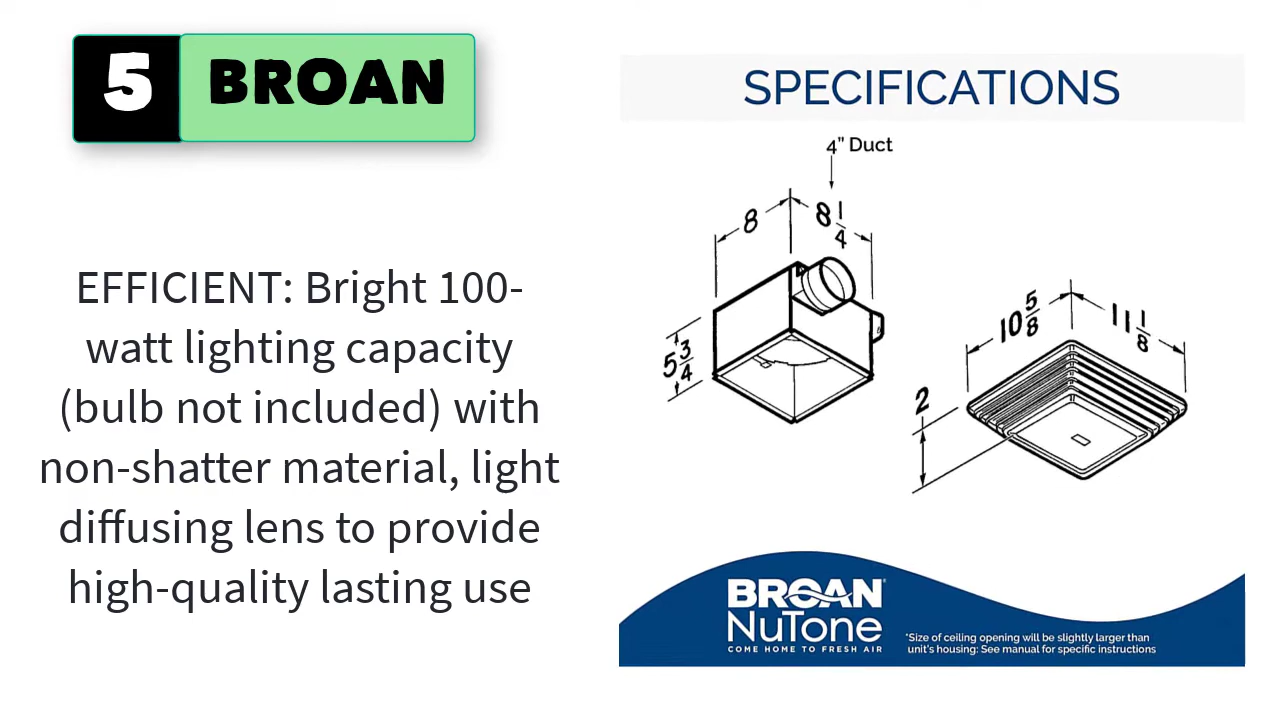 5 BROAN
EFFICIENT: Bright 100-
watt lighting capacity
(bulb not included) with
non-shatter material, light
diffusing lens to provide
high-quality lasting use
SPECIFICATIONS
4” Duct
8
8 1/4
5 3/4
10 5/8
11 1/8
2
BROAN®
NuTone
COME HOME TO FRESH AIR
*Size of ceiling opening will be slightly larger than
unit's housing: See manual for specific instructions